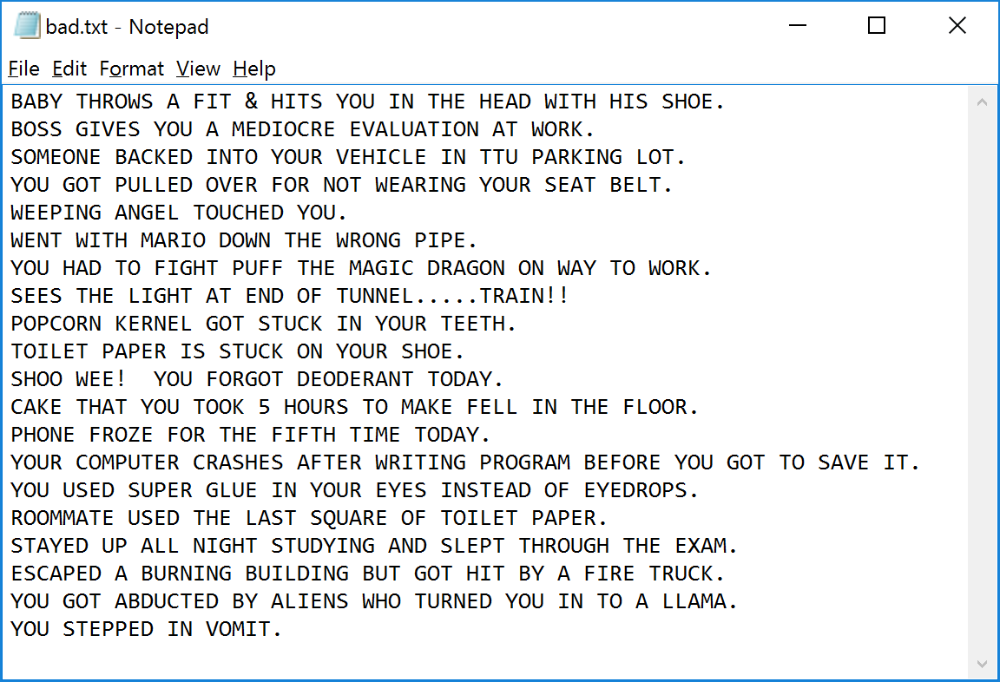 bad.txt - Notepad
File Edit Format View Help
BABY THROWS A FIT & HITS YOU IN THE HEAD WITH HIS SHOE.
BOSS GIVES YOU A MEDIOCRE EVALUATION AT WORK.
SOMEONE BACKED INTO YOUR VEHICLE IN TTU PARKING LOT.
YOU GOT PULLED OVER FOR NOT WEARING YOUR SEAT BELT.
WEEPING ANGEL TOUCHED YOU.
WENT WITH MARIO DOWN THE WRONG PIPE.
YOU HAD TO FIGHT PUFF THE MAGIC DRAGON ON WAY TO WORK.
SEES THE LIGHT AT END OF TUNNEL.....TRAIN!!
POPCORN KERNEL GOT STUCK IN YOUR TEETH.
TOILET PAPER IS STUCK ON YOUR SHOE.
SHOO WEE!  YOU FORGOT DEODERANT TODAY.
CAKE THAT YOU TOOK 5 HOURS TO MAKE FELL IN THE FLOOR.
PHONE FROZE FOR THE FIFTH TIME TODAY.
YOUR COMPUTER CRASHES AFTER WRITING PROGRAM BEFORE YOU GOT TO SAVE IT.
YOU USED SUPER GLUE IN YOUR EYES INSTEAD OF EYEDROPS.
ROOMMATE USED THE LAST SQUARE OF TOILET PAPER.
STAYED UP ALL NIGHT STUDYING AND SLEPT THROUGH THE EXAM.
ESCAPED A BURNING BUILDING BUT GOT HIT BY A FIRE TRUCK.
YOU GOT ABDUCTED BY ALIENS WHO TURNED YOU IN TO A LLAMA.
YOU STEPPED IN VOMIT.